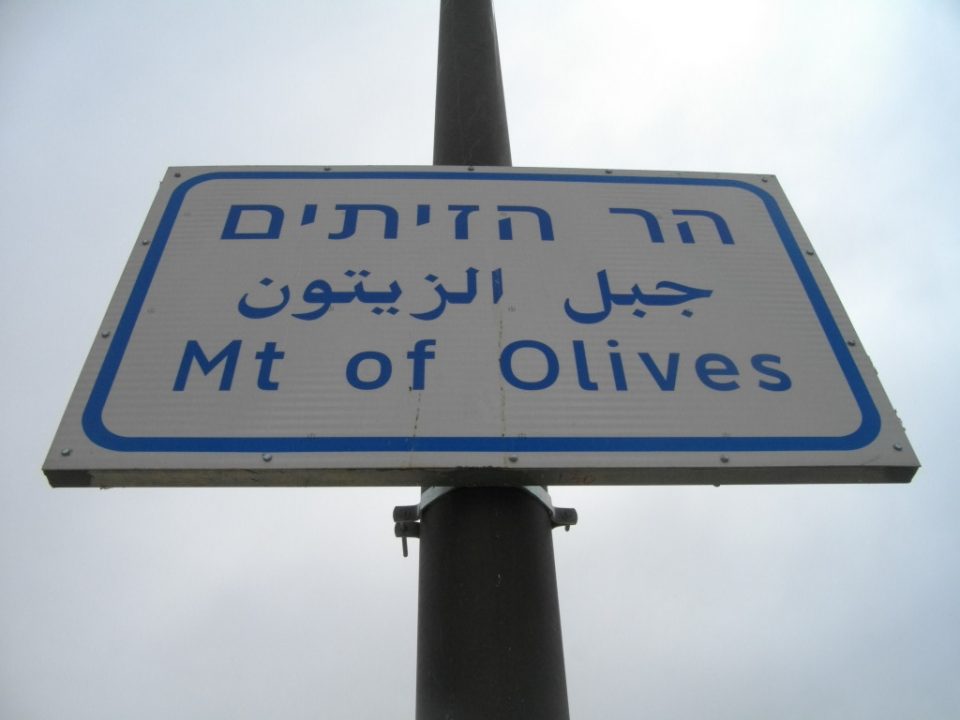 הר הזיתים
جبل الزيتون
Mt of Olives